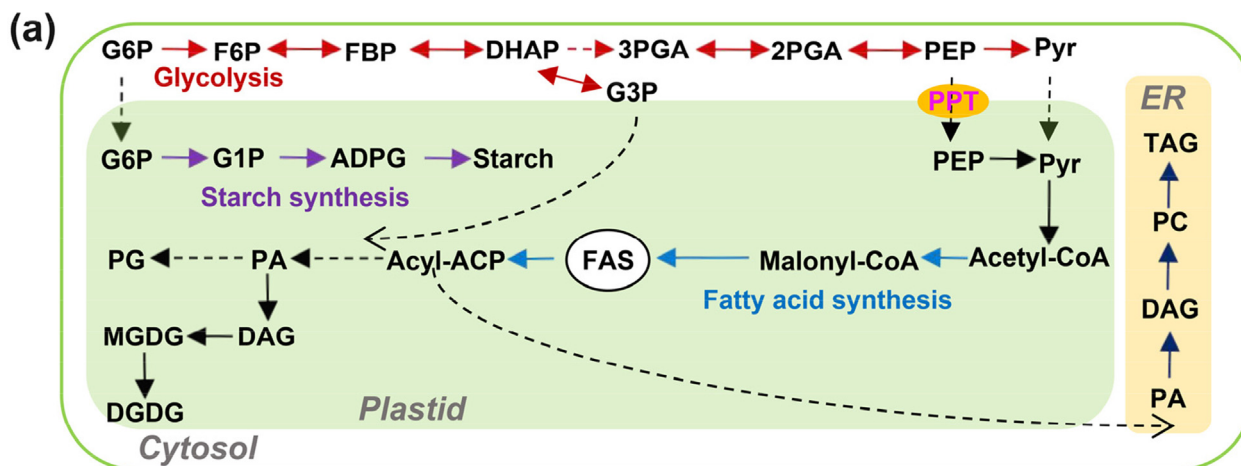 (a)
G6P F6P FBP DHAP 3PGA 2PGA PEP Pyr
Glycolysis
G3P
PPT
ER
G6P G1P ADPG Starch
PEP Pyr
TAG
Starch synthesis
PC
PG PA Acyl-ACP FAS Malonyl-CoA Acetyl-CoA
Fatty acid synthesis
DAG
MGDG DAG
PA
DGDG
Plastid
Cytosol